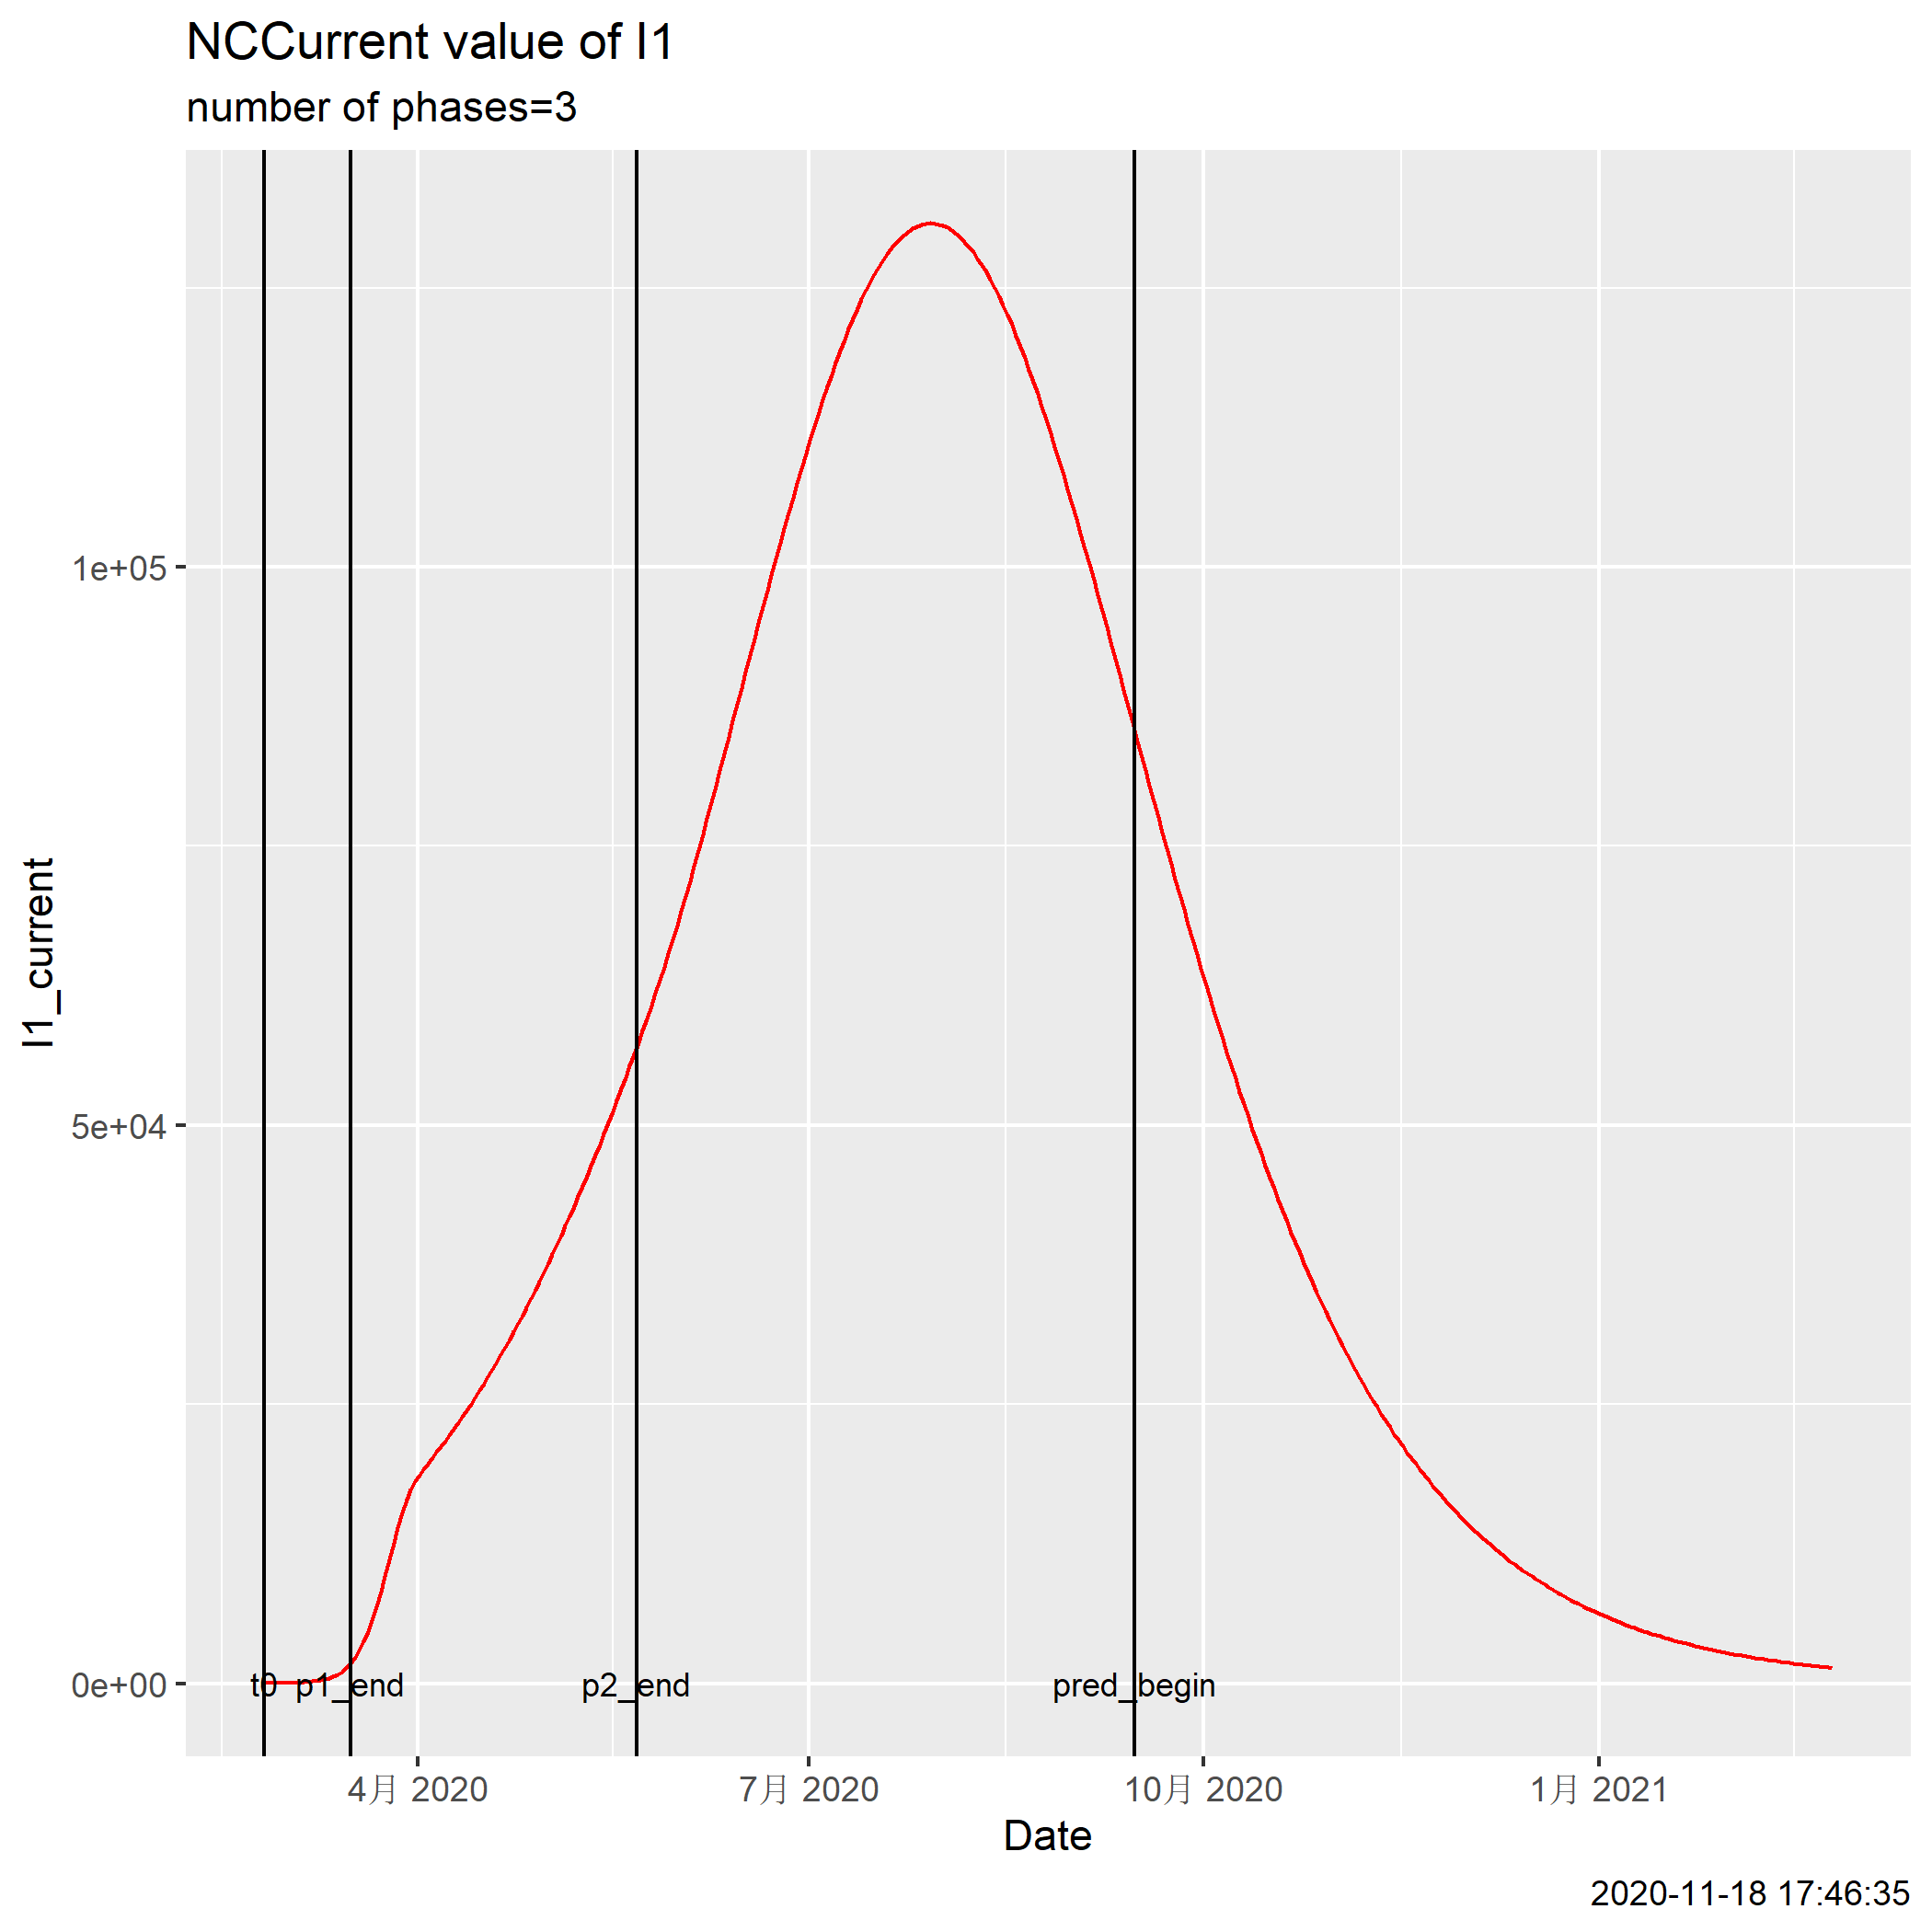 NCCurrent value of I1
number of phases=3
I1_current
1e+05
5e+04
0e+00
t0 p1_end p2_end pred_begin
4月 2020 7月 2020 10月 2020 1月 2021
Date
2020-11-18 17:46:35